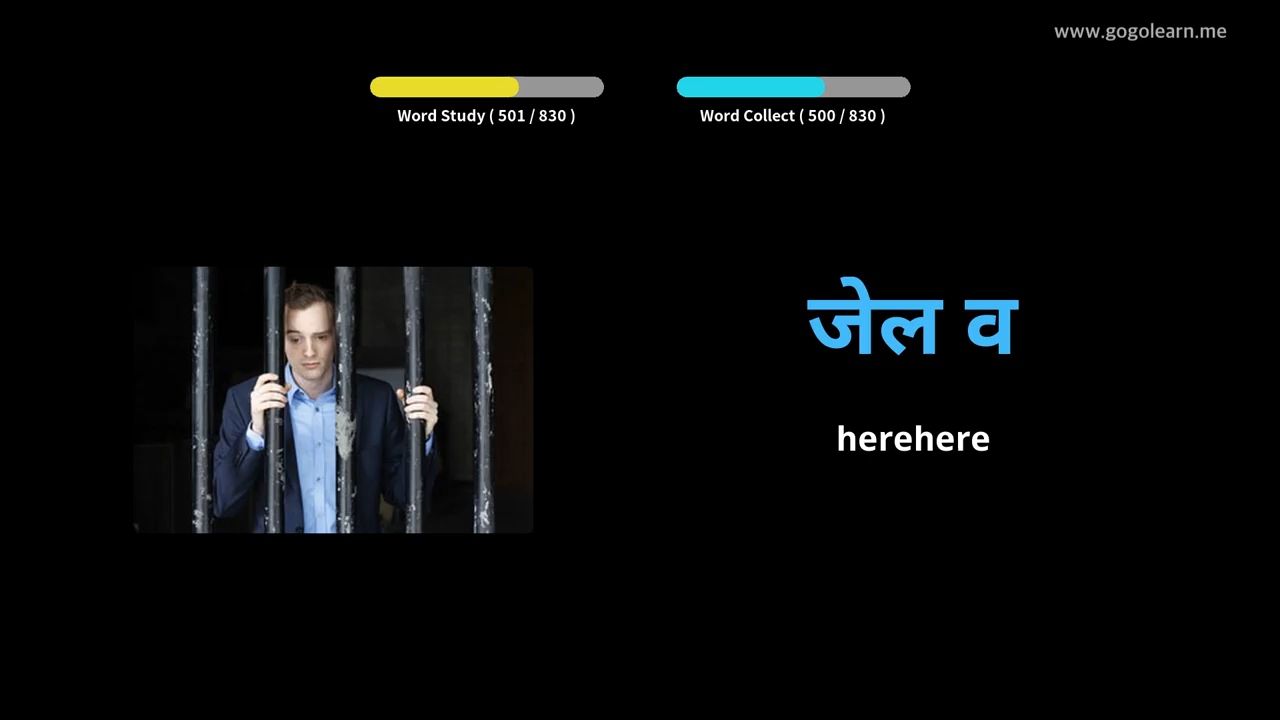 www.gogolearn.me
Word Study ( 501 / 830 )
Word Collect ( 500 / 830 )
जेल व
herehere